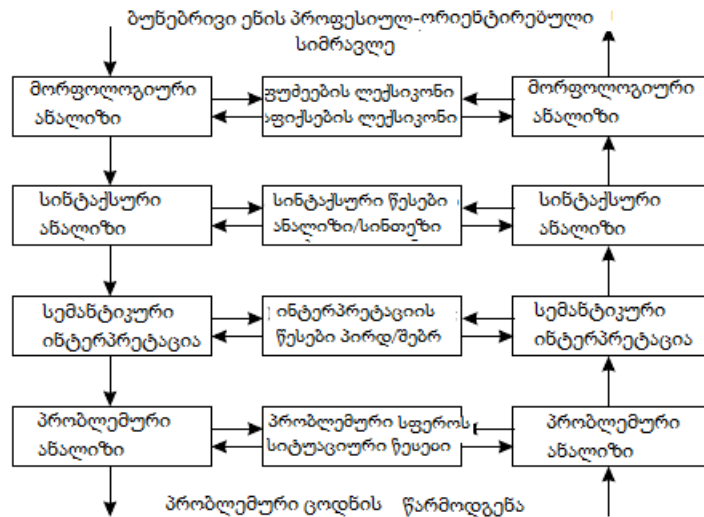 ბუნებრივი ენის პროფესიულ-ორიენტირებული
სიმრავლე
მორფოლოგიური
ანალიზი
ფუძეების ლექსიკონი
აფიქსების ლექსიკონი
მორფოლოგიური
ანალიზი
სინტაქსური
ანალიზი
სინტაქსური წესები
ანალიზი/სინთეზი
სინტაქსური
ანალიზი
სემანტიკური
ინტერპრეტაცია
ინტერპრეტაციის
წესები პირდ/შებრ
სემანტიკური
ინტერპრეტაცია
პრობლემური
ანალიზი
პრობლემური სფეროს
სიტუაციური წესები
პრობლემური
ანალიზი
პრობლემური ცოდნის წარმოდგენა